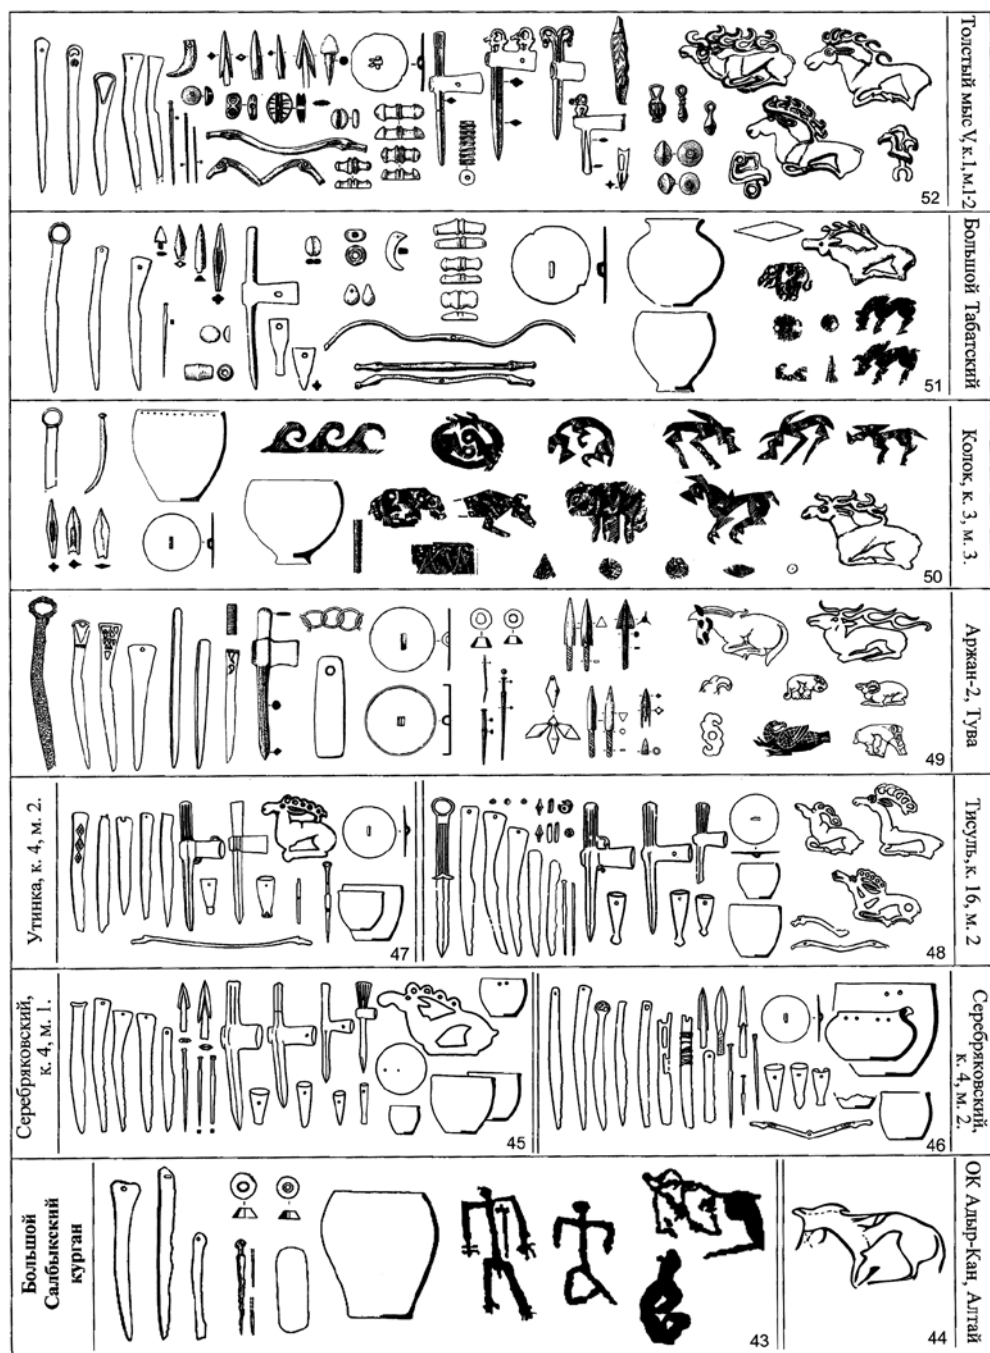 Толстый мыс V, к.1, м.1-2
52
Большой Табатский
51
Колок, к. 3, м. 3.
50
Аржан-2, Тува
49
Утинка, к. 4, м. 2.
47
Тисуль, к. 16, м. 2
48
Серебряковский,
к. 4, м. 1.
45
Серебряковский,
к. 4, м. 2.
46
Большой
Салбыкский
курган
43
ОК Адыр-Кан, Алтай
44